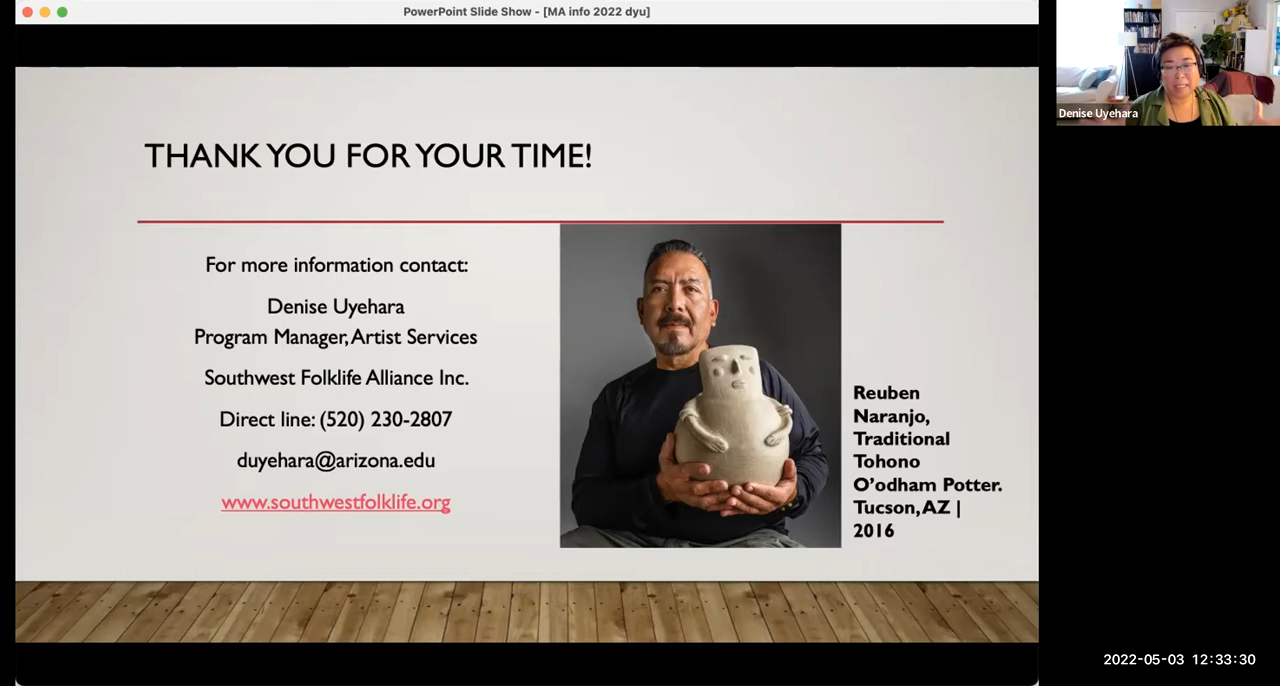 PowerPoint Slide Show - [MA info 2022 dyu]
Denise Uyehara
THANK YOU FOR YOUR TIME!
For more information contact:
Denise Uyehara
Program Manager, Artist Services
Southwest Folklife Alliance Inc.
Direct line: (520) 230-2807
duyehara@arizona.edu
www.southwestfolklife.org
Reuben
Naranjo,
Traditional
Tohono
O’odham Potter.
Tucson, AZ |
2016
2022-05-03 12:33:30